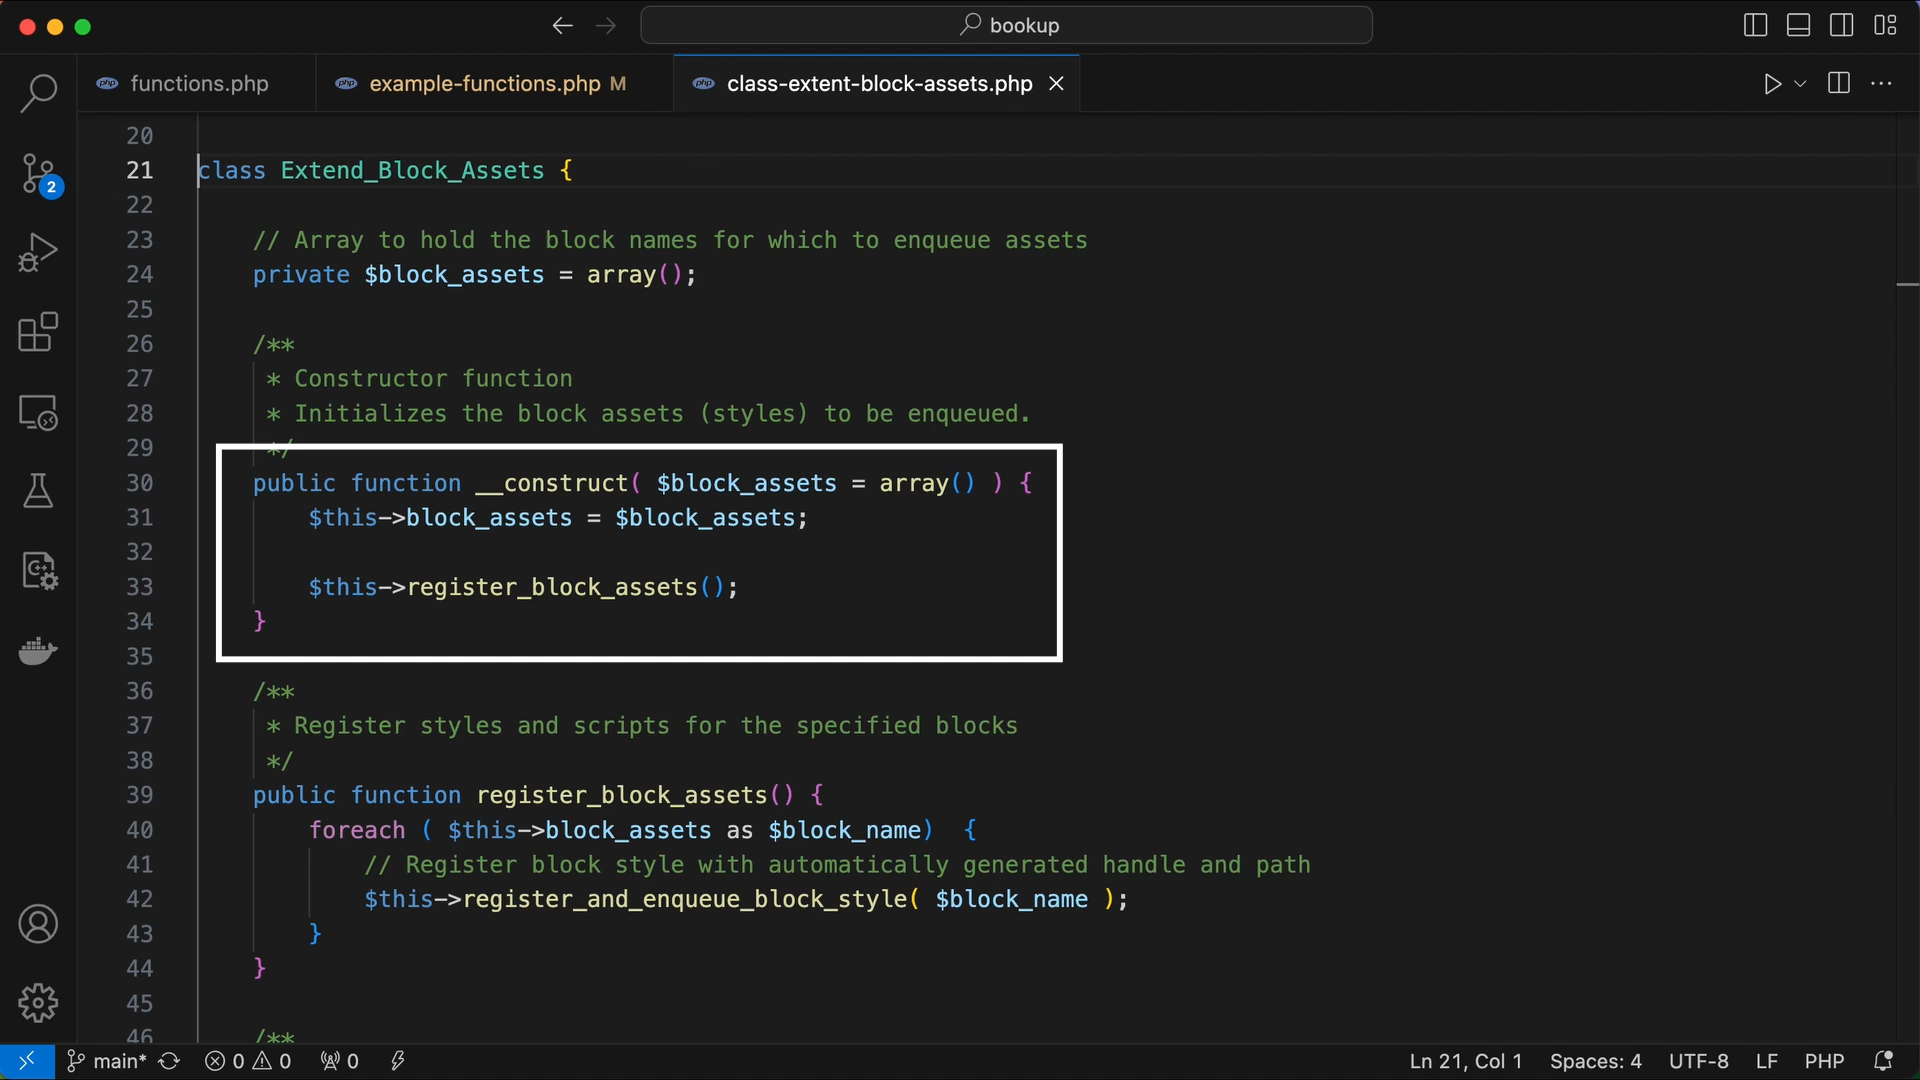 bookup
functions.php
example-functions.php M
class-extent-block-assets.php
20
21 class Extend_Block_Assets {
22
23 // Array to hold the block names for which to enqueue assets
24 private $block_assets = array();
25
26 /**
27 * Constructor function
28 * Initializes the block assets (styles) to be enqueued.
29 */
30 public function __construct( $block_assets = array() ) {
31 $this->block_assets = $block_assets;
32
33 $this->register_block_assets();
34 }
35
36 /**
37 * Register styles and scripts for the specified blocks
38 */
39 public function register_block_assets() {
40 foreach ( $this->block_assets as $block_name)  {
41 // Register block style with automatically generated handle and path
42 $this->register_and_enqueue_block_style( $block_name );
43 }
44 }
45
46 /**
2
main* 0 0 0 Ln 21, Col 1 Spaces: 4 UTF-8 LF PHP